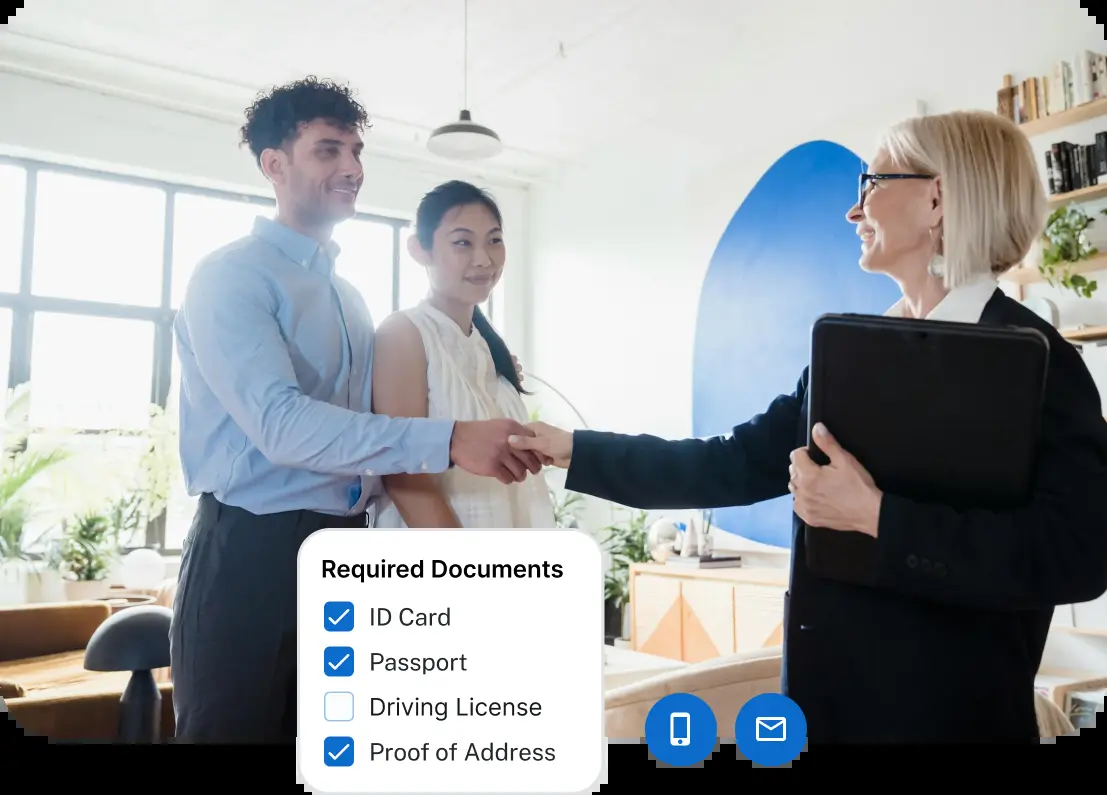 Required Documents
ID Card
Passport
Driving License
Proof of Address